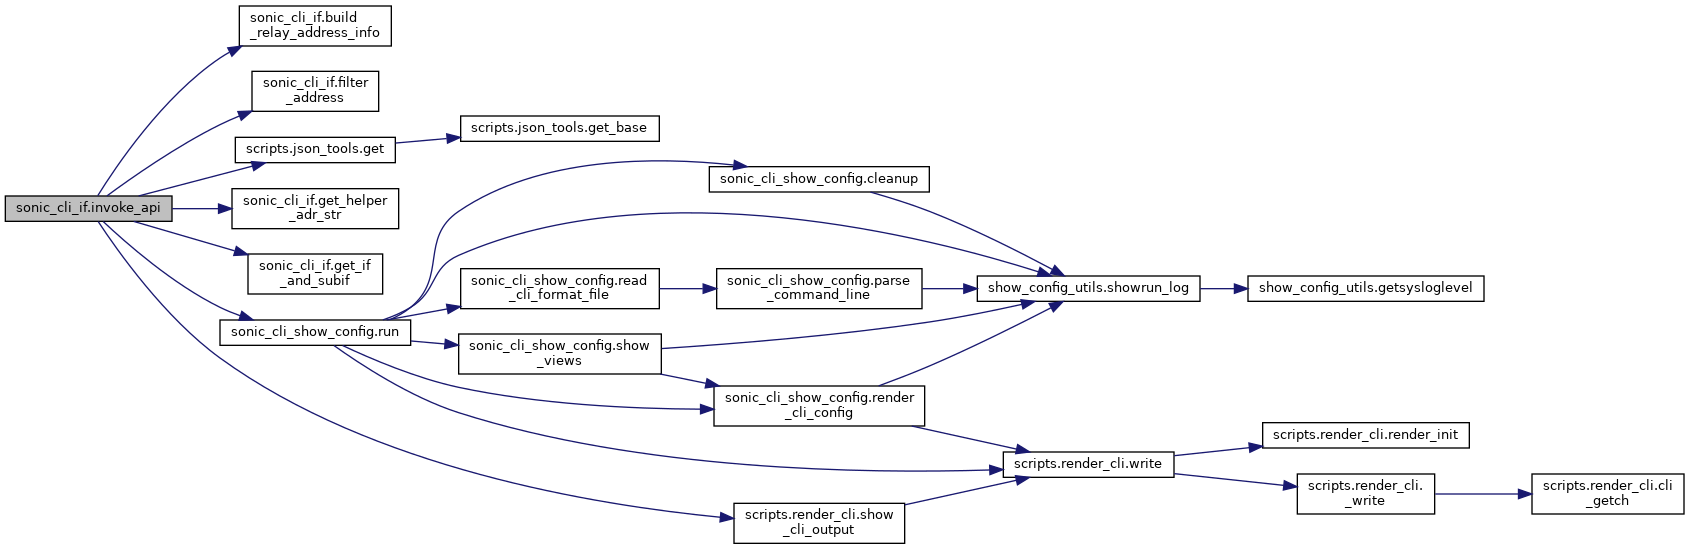 sonic_cli_if.build
_relay_address_info
sonic_cli_if.filter
_address
scripts.json_tools.get_base
scripts.json_tools.get
sonic_cli_show_config.cleanup
sonic_cli_if.invoke_api
sonic_cli_if.get_helper
_adr_str
sonic_cli_if.get_if
_and_subif
sonic_cli_show_config.read
_cli_format_file
sonic_cli_show_config.parse
_command_line
show_config_utils.showrun_log
show_config_utils.getsysloglevel
sonic_cli_show_config.run
sonic_cli_show_config.show
_views
sonic_cli_show_config.render
_cli_config
scripts.render_cli.render_init
scripts.render_cli.write
scripts.render_cli.
_write
scripts.render_cli.cli
_getch
scripts.render_cli.show
_cli_output